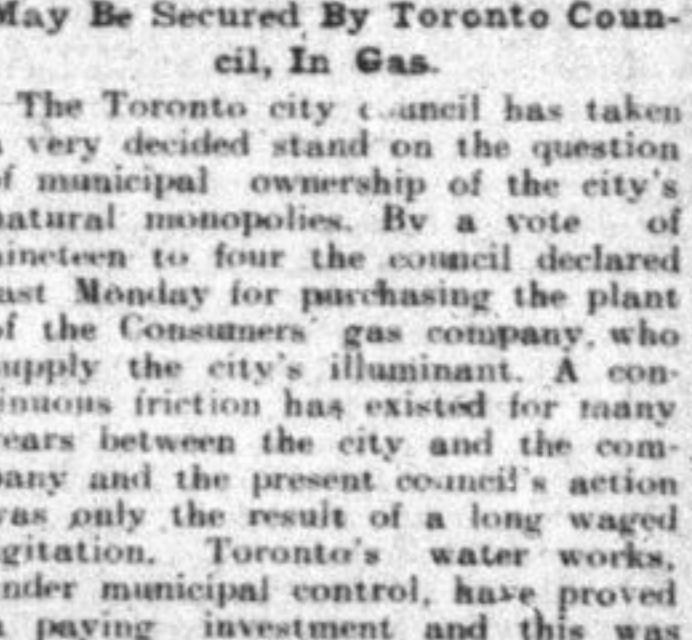 May Be Secured By Toronto Coun-
cil, In Gas.
The Toronto city council has taken
a very decided stand on the question
of municipal ownership of the city's
natural monopolies. By a vote of
nineteen to four the council declared
last Monday for purchasing the plant
of the Consumers' gas company, who
supply the city's illuminant. A con-
tinuous friction has existed for many
years between the city and the com-
pany and the present council's action
was only the result of a long waged
agitation. Toronto's water works,
under municipal control, have proved
a paying investment and this was